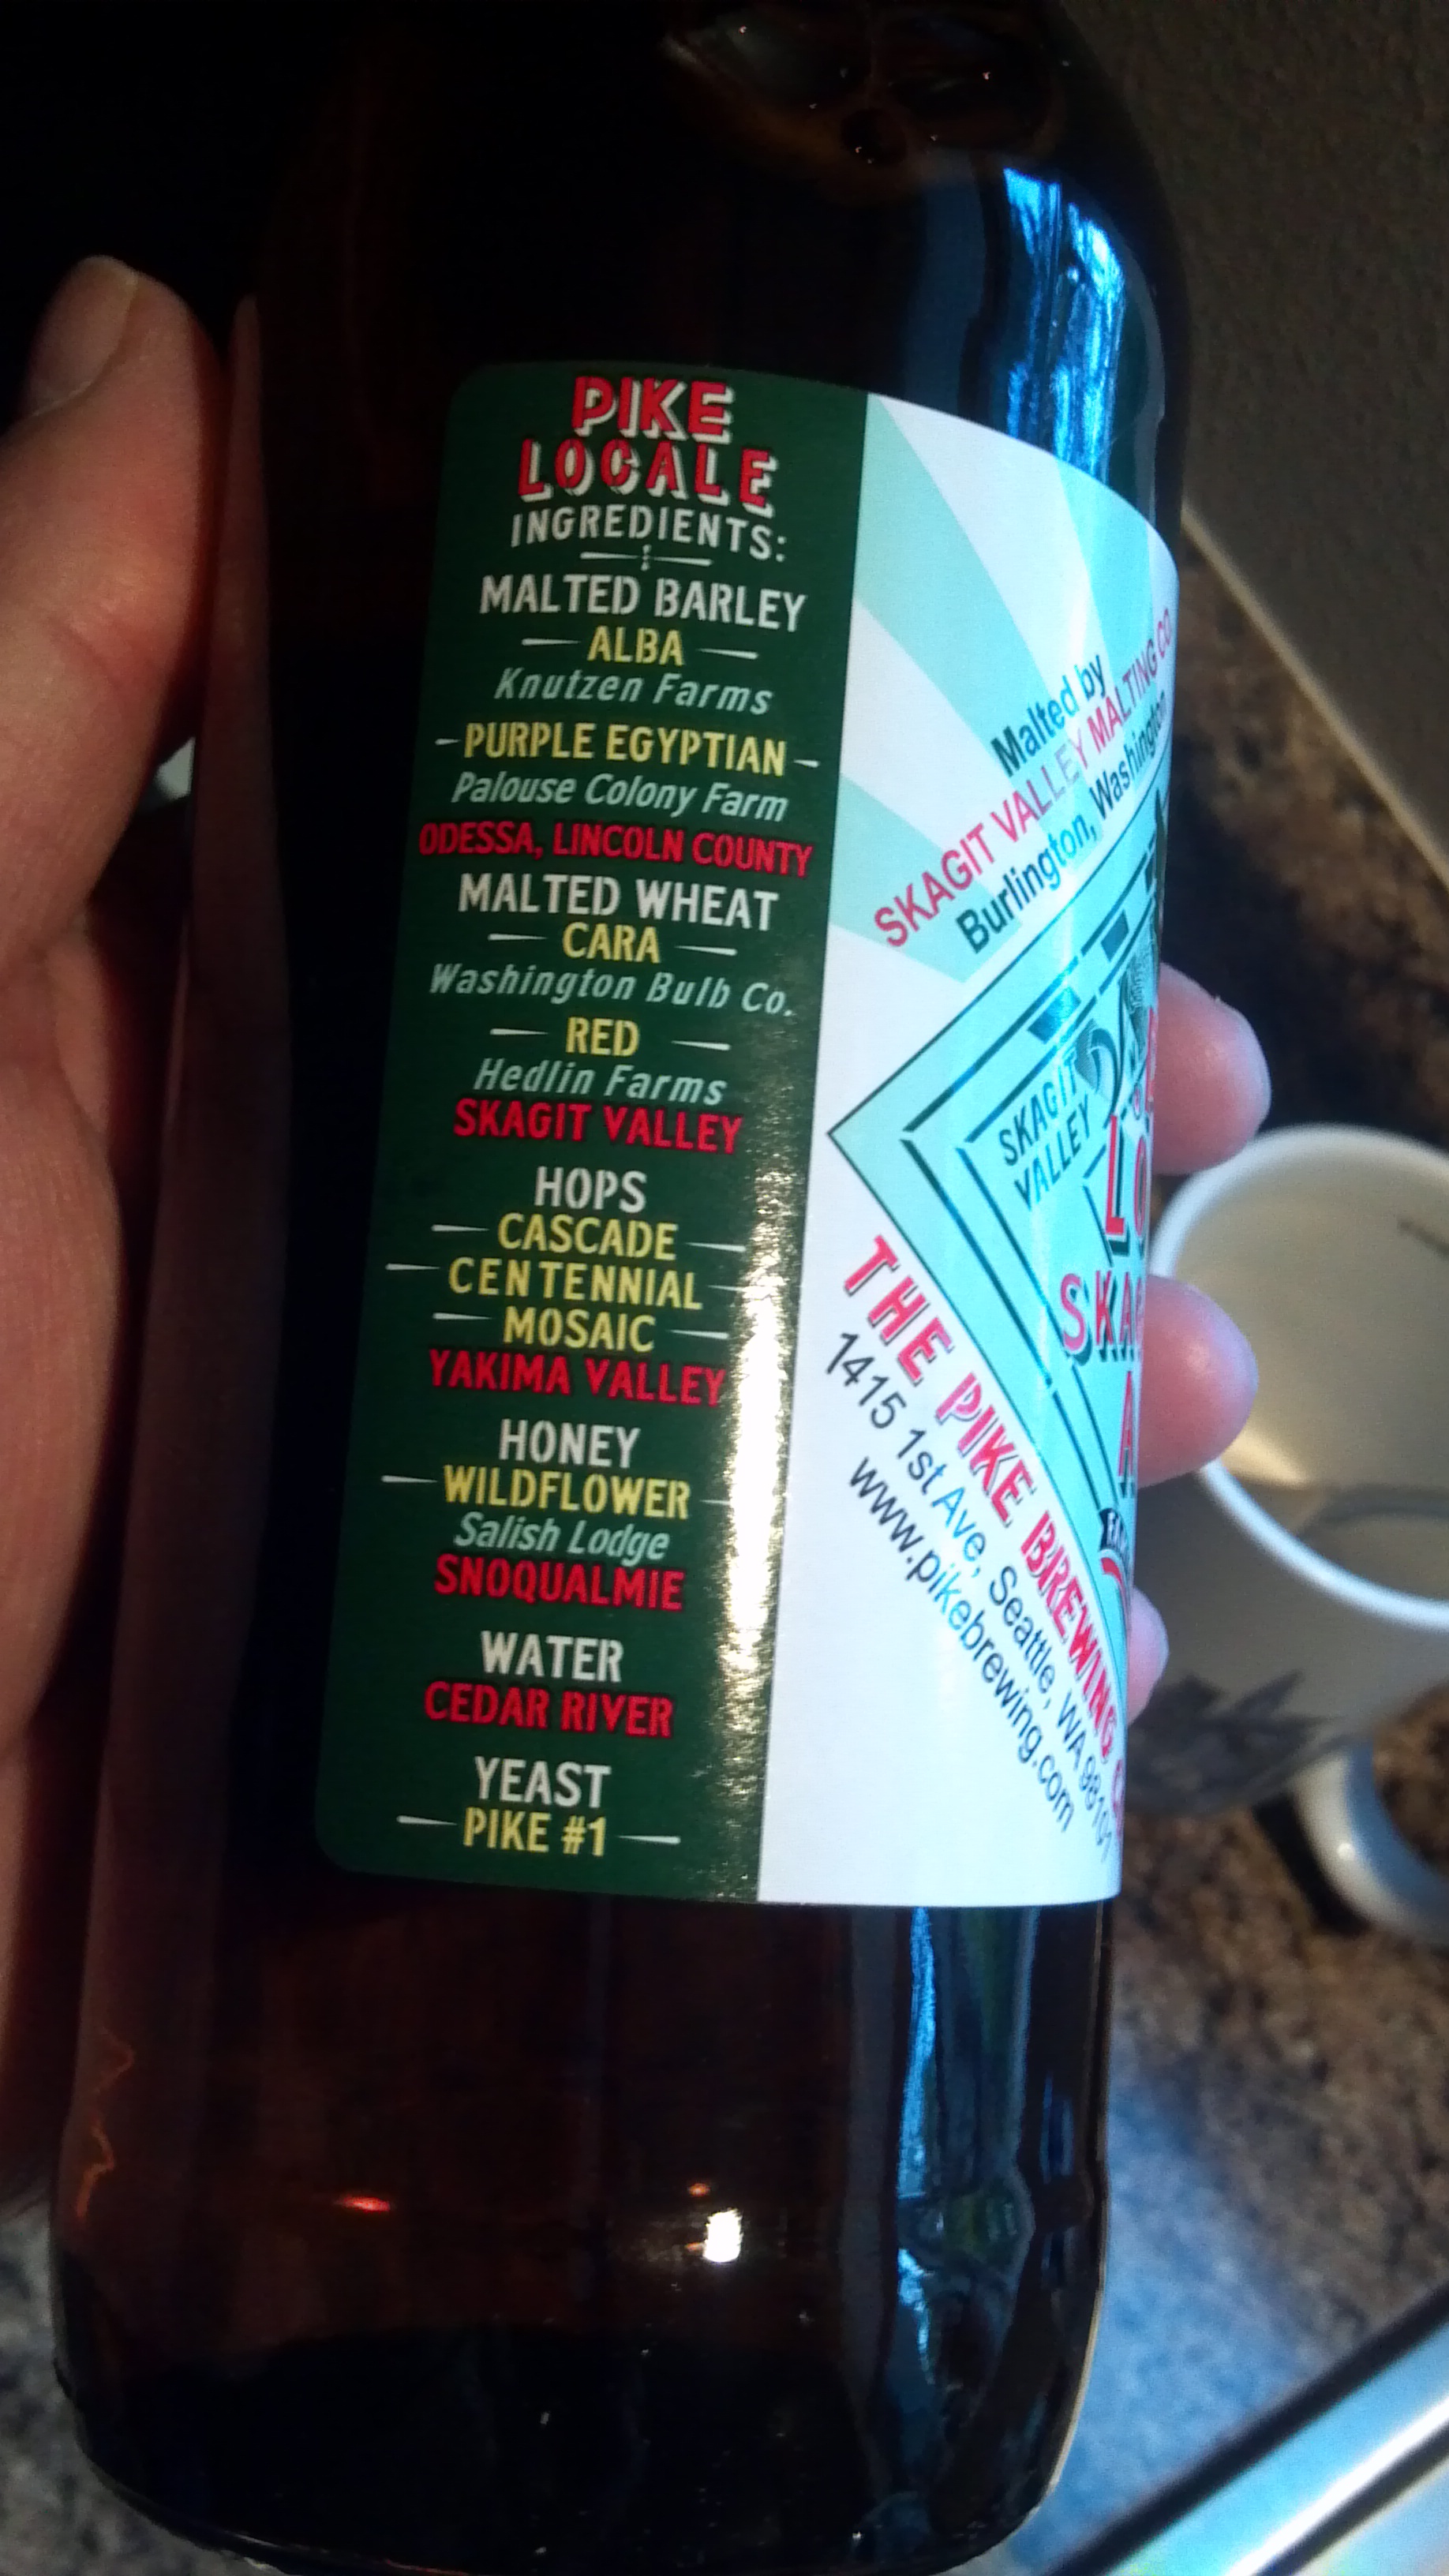 PIKE
LOCALE
INGREDIENTS:
MALTED BARLEY
ALBA
Knutzen Farms
PURPLE EGYPTIAN
Palouse Colony Farm
ODESSA, LINCOLN COUNTY
MALTED WHEAT
CARA
Washington Bulb Co.
RED
Hedlin Farms
SKAGIT VALLEY
HOPS
CASCADE
CENTENNIAL
MOSAIC
YAKIMA VALLEY
HONEY
WILDFLOWER
Salish Lodge
SNOQUALMIE
WATER
CEDAR RIVER
YEAST
PIKE #1
Malted by
SKAGIT VALLEY MALTING CO
Burlington, Washington
SKAGIT
VALLEY
THE PIKE BREWING
1415 1st Ave, Seattle, WA 98101
www.pikebrewing.com